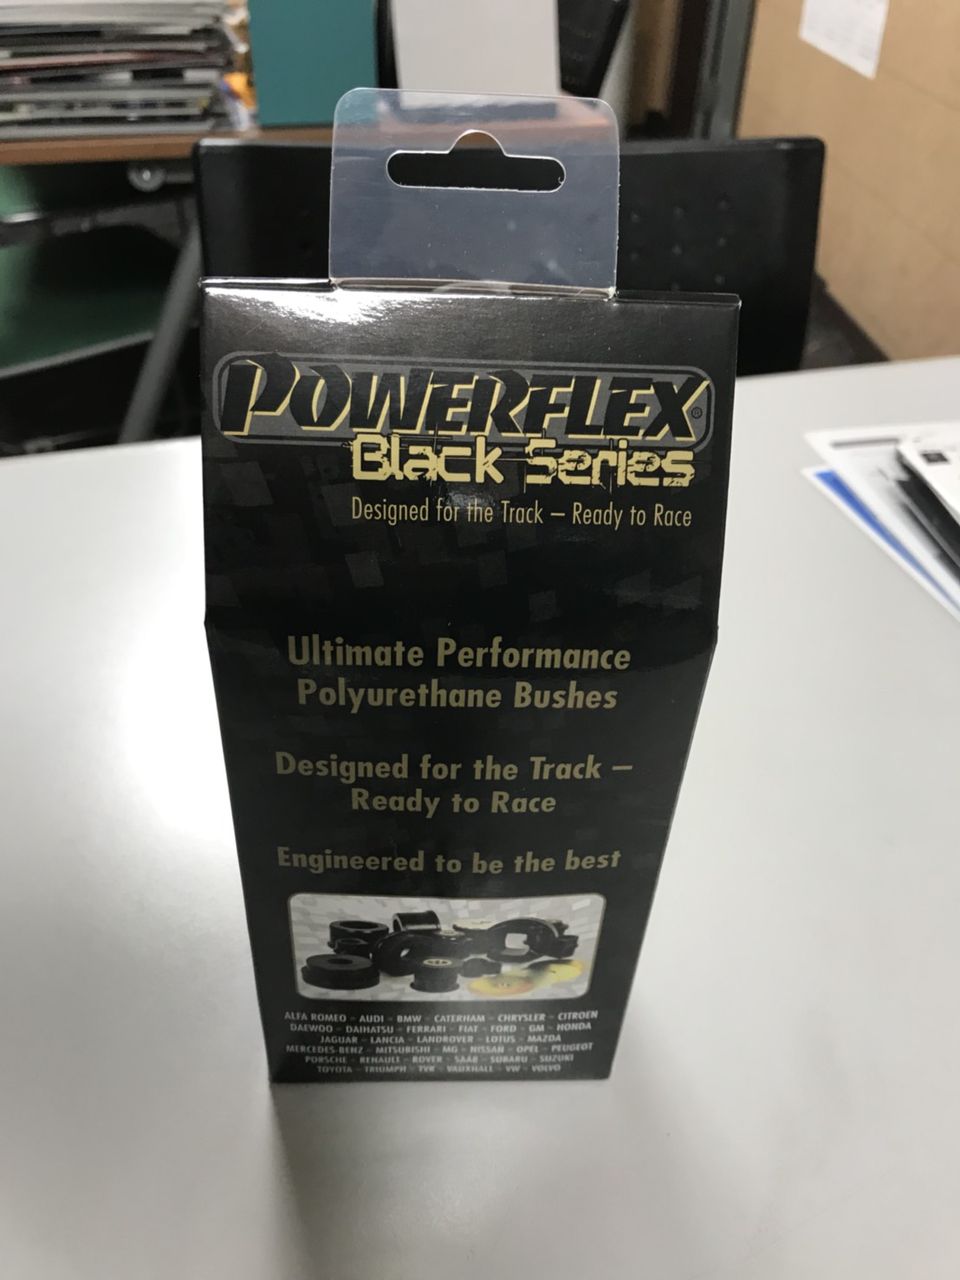 POWERFLEX®
Black Series
Designed for the Track – Ready to Race
Ultimate Performance
Polyurethane Bushes
Designed for the Track –
Ready to Race
Engineered to be the best
ALFA ROMEO - AUDI - BMW - CATERHAM - CHRYSLER - CITROEN
DAEWOO - DAIHATSU - FERRARI - FIAT - FORD - GM - HONDA
JAGUAR - LANCIA - LANDROVER - LOTUS - MAZDA
MERCEDES-BENZ - MITSUBISHI - MG - NISSAN - OPEL - PEUGEOT
PORSCHE - RENAULT - ROVER - SAAB - SUBARU - SUZUKI
TOYOTA - TRIUMPH - TVR - VAUXHALL - VW - VOLVO